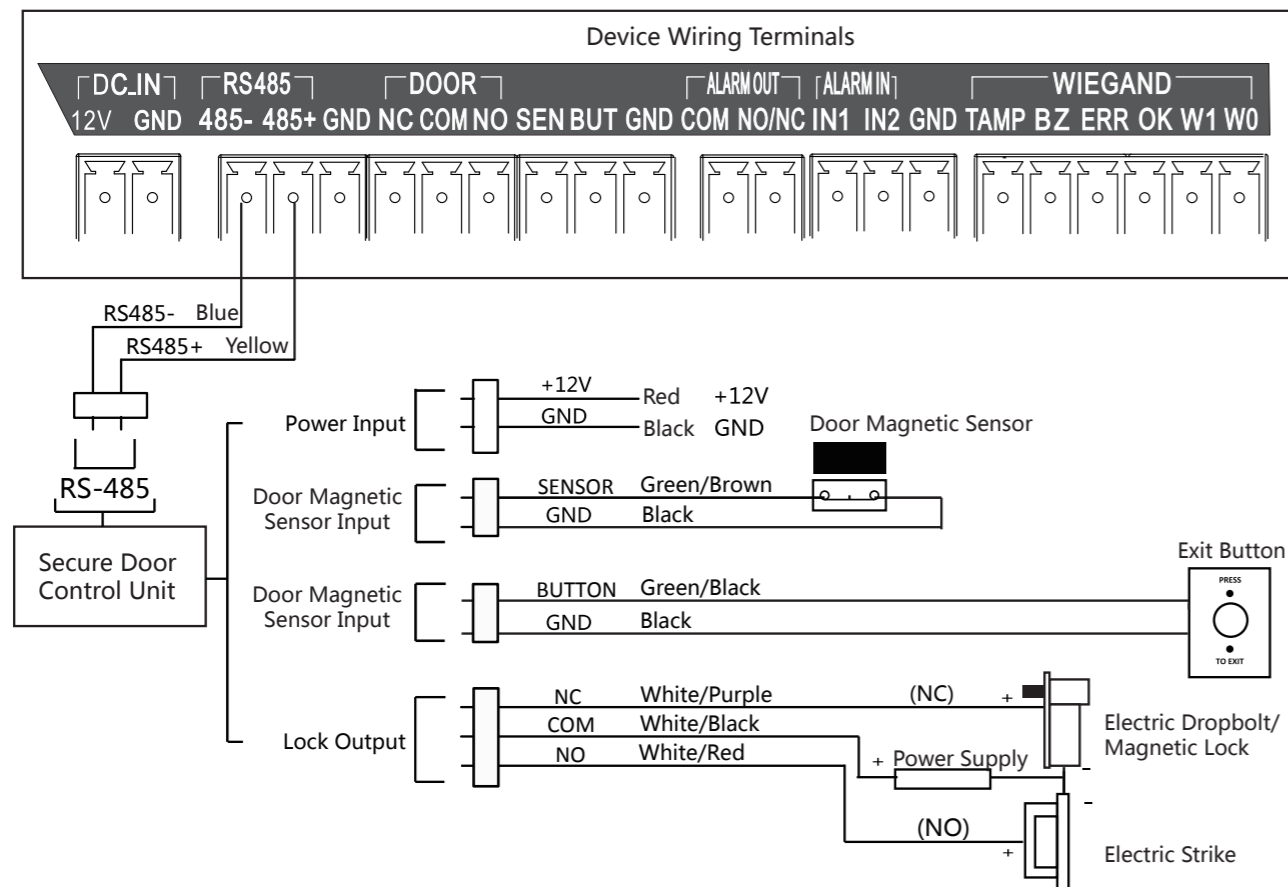 Device Wiring Terminals
DC_IN RS485 DOOR ALARM OUT ALARM IN WIEGAND
12V GND 485- 485+ GND NC COM NO SEN BUT GND COM NO/NC IN1 IN2 GND TAMP BZ ERR OK W1 W0
RS485- Blue
RS485+ Yellow
RS-485
Secure Door
Control Unit
Power Input
+12V Red +12V
GND Black GND
Door Magnetic Sensor
Door Magnetic
Sensor Input
SENSOR Green/Brown
GND Black
Door Magnetic
Sensor Input
BUTTON Green/Black
GND Black
Exit Button
PRESS
TO EXIT
Lock Output
NC White/Purple (NC) +
COM White/Black
NO White/Red
+ Power Supply
Electric Dropbolt/
Magnetic Lock
-
-
(NO)
+
Electric Strike